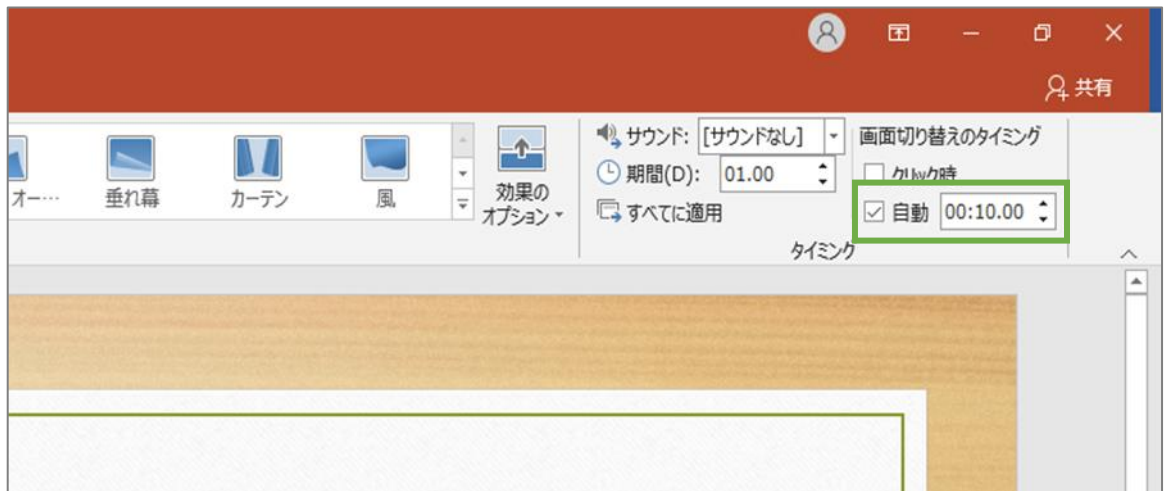 共有
オー…
垂れ幕
カーテン
風
効果の
オプション
サウンド: [サウンドなし]
期間(D): 01.00
すべてに適用
画面切り替えのタイミング
クリック時
自動 00:10.00
タイミング